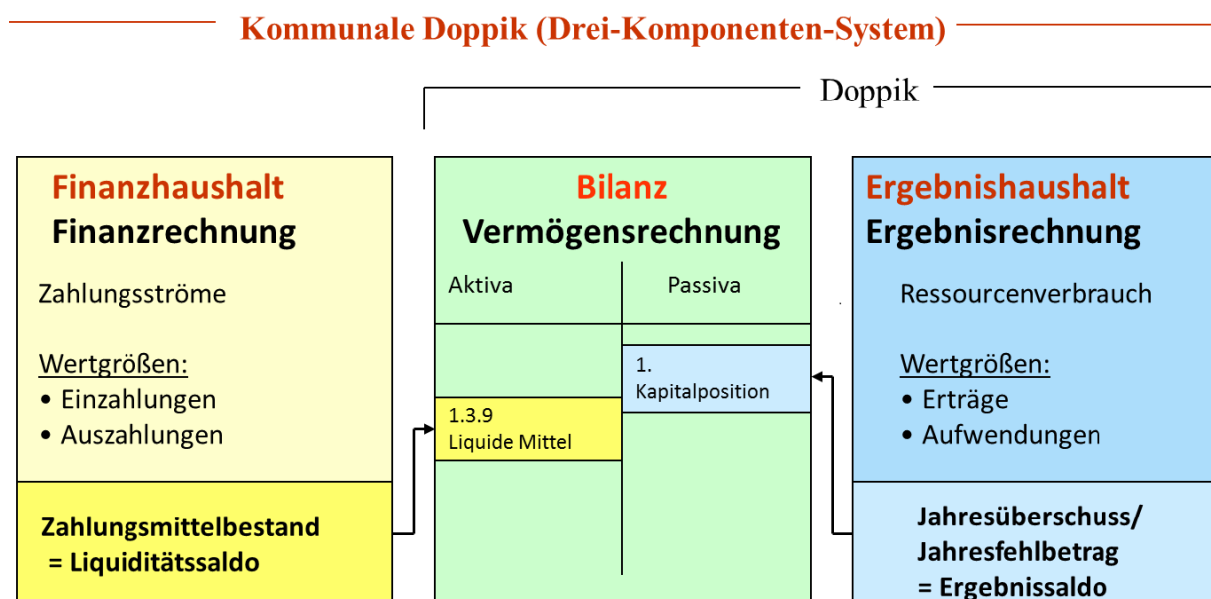 Kommunale Doppik (Drei-Komponenten-System)
Doppik
Finanzhaushalt
Finanzrechnung
Zahlungsströme
Wertgrößen:
• Einzahlungen
• Auszahlungen
Zahlungsmittelbestand
= Liquiditätssaldo
Bilanz
Vermögensrechnung
Aktiva
Passiva
1.
Kapitalposition
1.3.9
Liquide Mittel
Ergebnishaushalt
Ergebnisrechnung
Ressourcenverbrauch
Wertgrößen:
• Erträge
• Aufwendungen
Jahresüberschuss/
Jahresfehlbetrag
= Ergebnissaldo